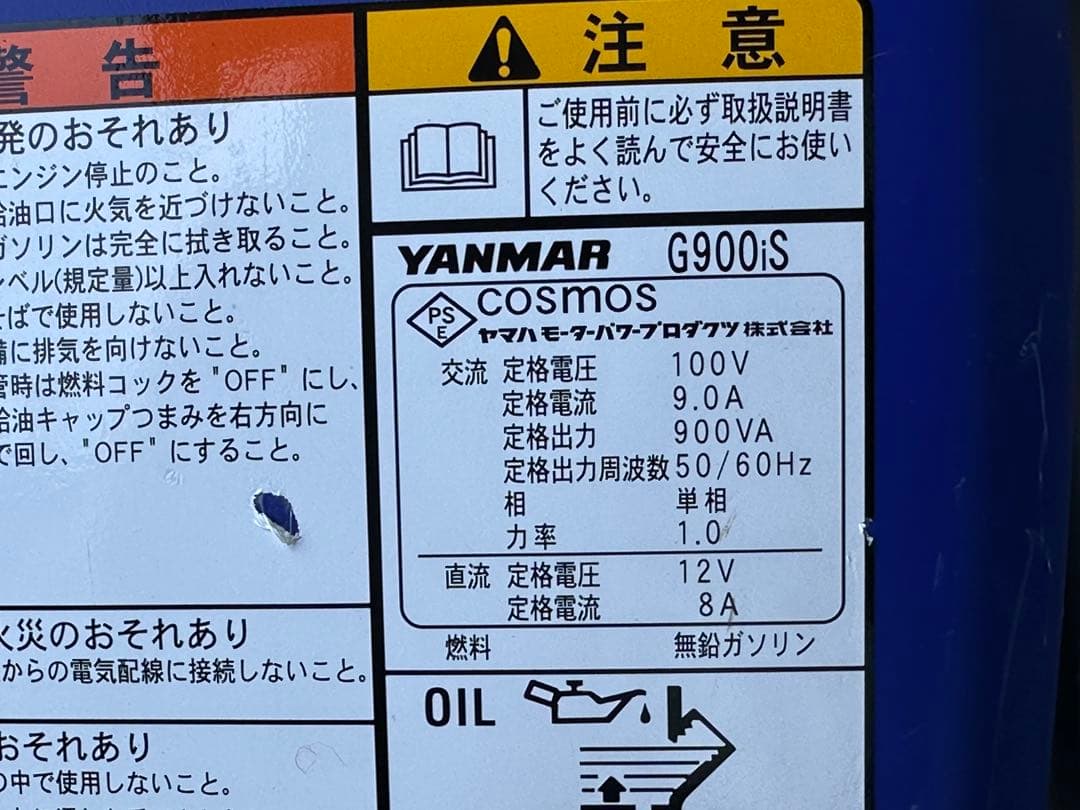 警告
発のおそれあり
エンジン停止のこと。
給油口に火気を近づけないこと。
ガソリンは完全に拭き取ること。
レベル(規定量)以上入れないこと。
そばで使用しないこと。
に排気を向けないこと。
管時は燃料コックを"OFF"にし、
給油キャップつまみを右方向に
で回し、"OFF"にすること。
火災のおそれあり
からの電気配線に接続しないこと。
おそれあり
の中で使用しないこと。
注意
ご使用前に必ず取扱説明書
をよく読んで安全にお使い
ください。
YANMAR G900iS
PS
E
cosmos
ヤマハモーターパワープロダクツ株式会社
交流 定格電圧 100V
定格電流 9.0A
定格出力 900VA
定格出力周波数 50/60Hz
相 単相
力率 1.0
直流 定格電圧 12V
定格電流 8A
燃料 無鉛ガソリン
OIL